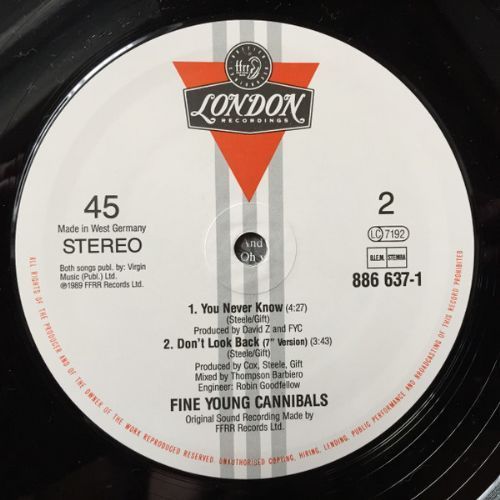 ffrr
LONDON
RECORDINGS
45
Made in West Germany
STEREO
2
LC 7192
B.I.E.M. STEMRA
886 637-1
Both songs publ. by: Virgin
Music (Publ.) Ltd.
℗1989 FFRR Records Ltd.
And
Oh
1. You Never Know (4:27)
(Steele/Gift)
Produced by David Z and FYC
2. Don't Look Back (7" Version) (3:43)
(Steele/Gift)
Produced by Cox, Steele, Gift
Mixed by Thompson Barbiero
Engineer: Robin Goodfellow
FINE YOUNG CANNIBALS
Original Sound Recording Made by
FFRR Records Ltd.
ALL RIGHTS OF THE PRODUCER AND OF THE OWNER OF THE WORK REPRODUCED RESERVED. UNAUTHORISED COPYING, HIRING, LENDING, PUBLIC PERFORMANCE AND BROADCASTING OF THIS RECORD PROHIBITED